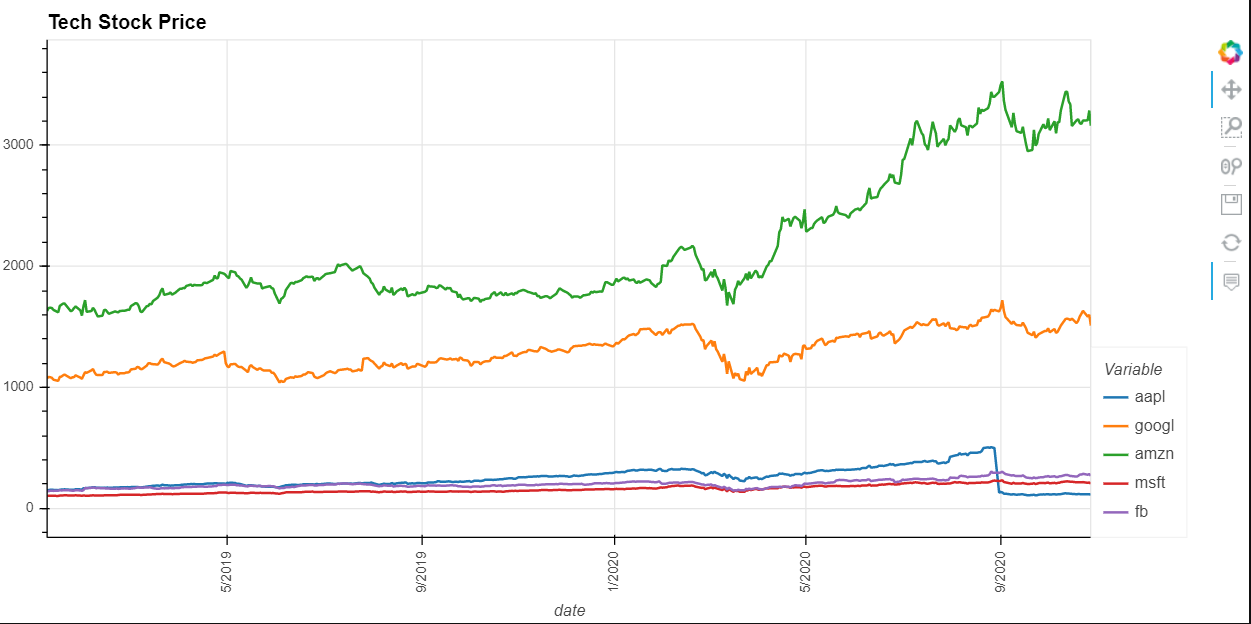 Tech Stock Price
3000
2000
1000
0
5/2019
9/2019
1/2020
5/2020
9/2020
date
Variable
aapl
googl
amzn
msft
fb